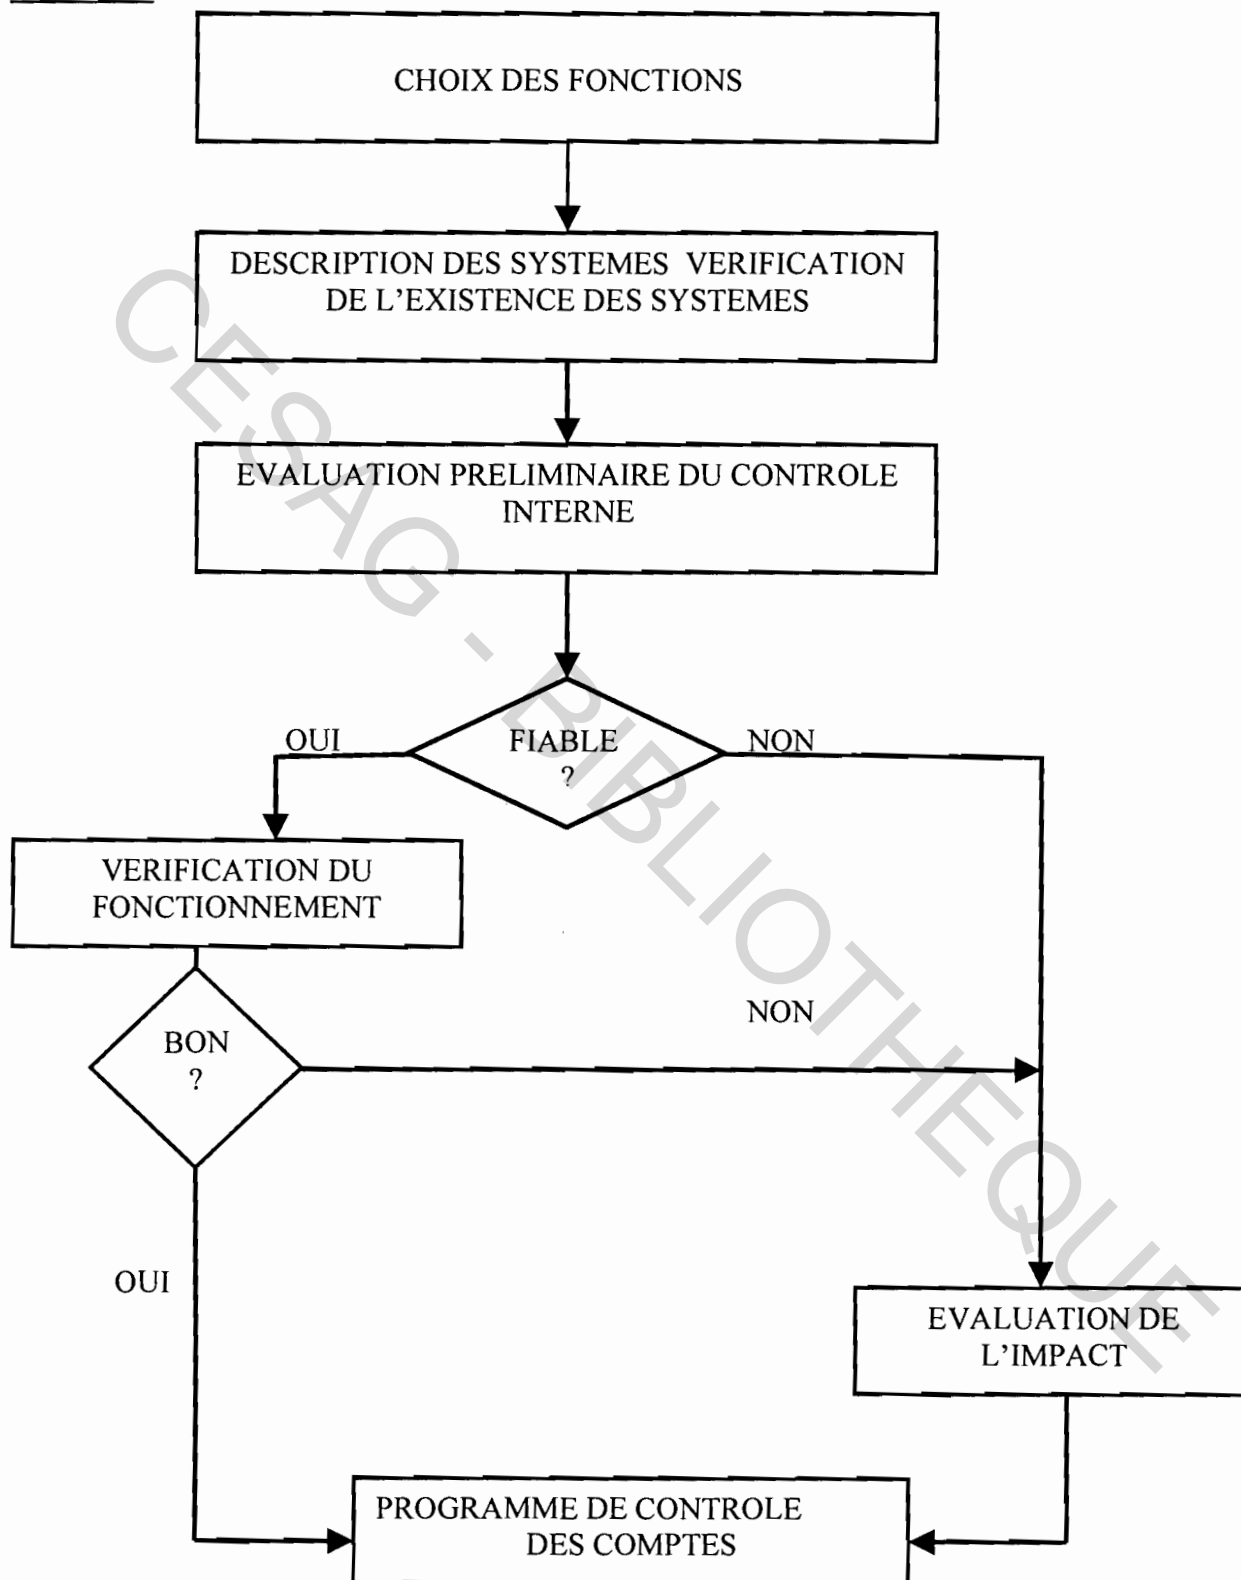 CHOIX DES FONCTIONS
DESCRIPTION DES SYSTEMES VERIFICATION
DE L'EXISTENCE DES SYSTEMES
EVALUATION PRELIMINAIRE DU CONTROLE
INTERNE
OUI
FIABLE
?
NON
VERIFICATION DU
FONCTIONNEMENT
BON
?
NON
OUI
EVALUATION DE
L'IMPACT
PROGRAMME DE CONTROLE
DES COMPTES
CESAG - BIBLIOTHEQUE